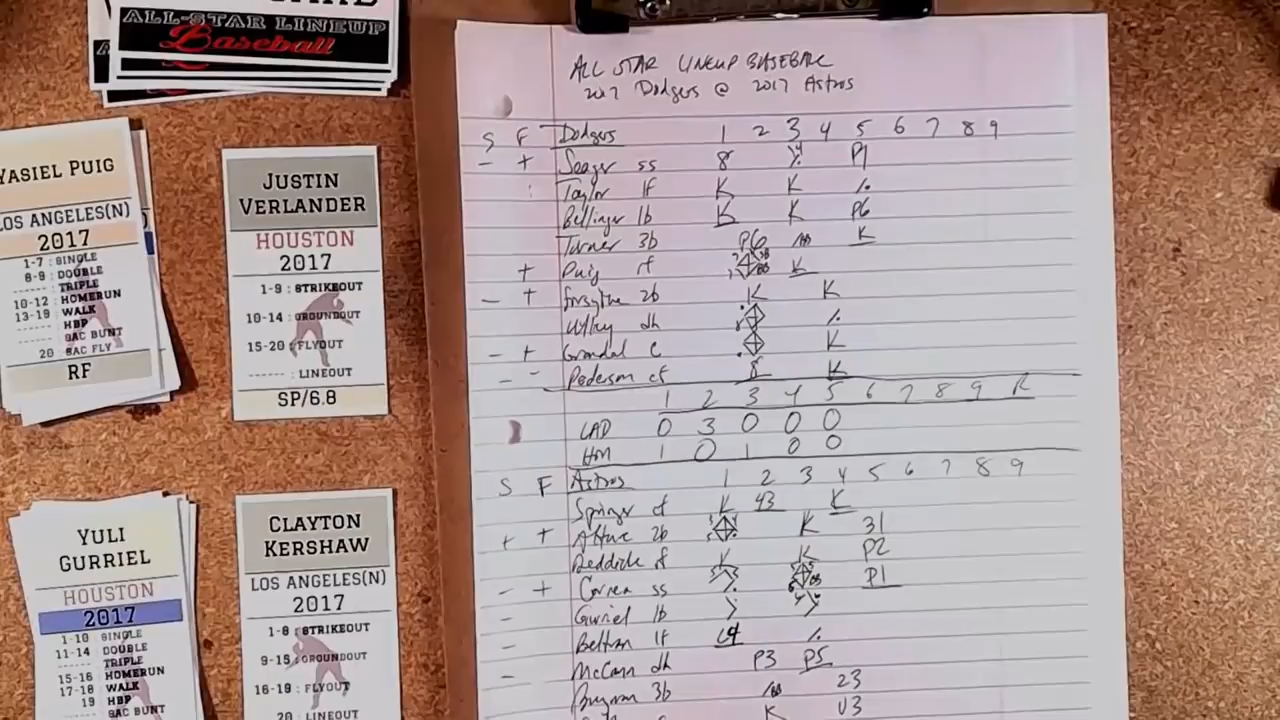 ALL-STAR LINEUP
Baseball
YASIEL PUIG
LOS ANGELES(N)
2017
1-7 : SINGLE
8-9 : DOUBLE
------ TRIPLE
10-12 : HOMERUN
13-19 : WALK
------ HBP
------ SAC BUNT
20 : SAC FLY
RF
JUSTIN
VERLANDER
HOUSTON
2017
1-9 : STRIKEOUT
10-14 : GROUNDOUT
15-20 : FLYOUT
------ : LINEOUT
SP/6.8
YULI
GURRIEL
HOUSTON
2017
1-10 SINGLE
11-14 DOUBLE
------ TRIPLE
15-16 HOMERUN
17-18 WALK
19 HBP
------ SAC BUNT
CLAYTON
KERSHAW
LOS ANGELES(N)
2017
1-8 : STRIKEOUT
9-15 : GROUNDOUT
16-19 : FLYOUT
20 : LINEOUT
ALL STAR LINEUP BASEBALL
2017 Dodgers @ 2017 Astros
S F Dodgers 1 2 3 4 5 6 7 8 9
- + Seager ss 8 P1
Taylor lf K K
Bellinger 1b K K P6
Turner 3b P6 K
+ Puig rf K
- + Forsythe 2b K K
Utley dh
- + Grandal c K
- - Pederson cf 8 K
1 2 3 4 5 6 7 8 9 R
LAD 0 3 0 0 0
HOU 1 0 1 0 0
S F Astros 1 2 3 4 5 6 7 8 9
Springer cf K 43 K
+ + Altuve 2b K 31
Reddick rf K K P2
- + Correa ss P1
- Gurriel 1b
- Beltran lf L4
- McCann dh P3 P5
Bregman 3b 23
K U3